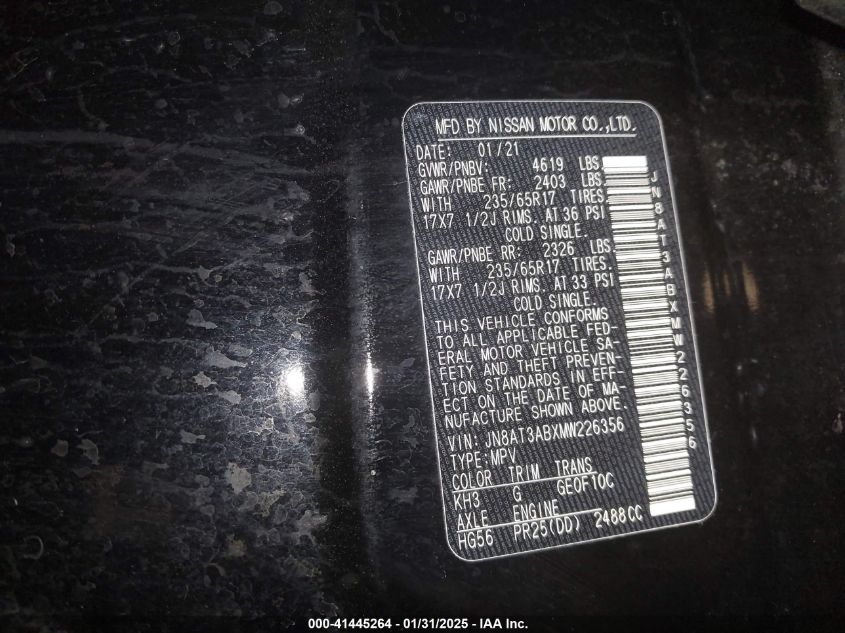 MFD BY NISSAN MOTOR CO.,LTD.
DATE: 01/21
GVWR/PNBV: 4619 LBS
GAWR/PNBE FR: 2403 LBS.
WITH 235/65R17 TIRES.
17X7 1/2J RIMS. AT 36 PSI
COLD SINGLE.
GAWR/PNBE RR: 2326 LBS.
WITH 235/65R17 TIRES.
17X7 1/2J RIMS. AT 33 PSI
COLD SINGLE.
THIS VEHICLE CONFORMS
TO ALL APPLICABLE FED-
ERAL MOTOR VEHICLE SA-
FETY AND THEFT PREVEN-
TION STANDARDS IN EFF-
ECT ON THE DATE OF MA-
NUFACTURE SHOWN ABOVE.
VIN: JN8AT3ABXMW226356
TYPE:MPV
COLOR TRIM TRANS
KH3 G GEOF10C
AXLE ENGINE
HG56 PR25(DD) 2488CC
JN8AT3ABXMW226356
000-41445264 - 01/31/2025 - IAA Inc.